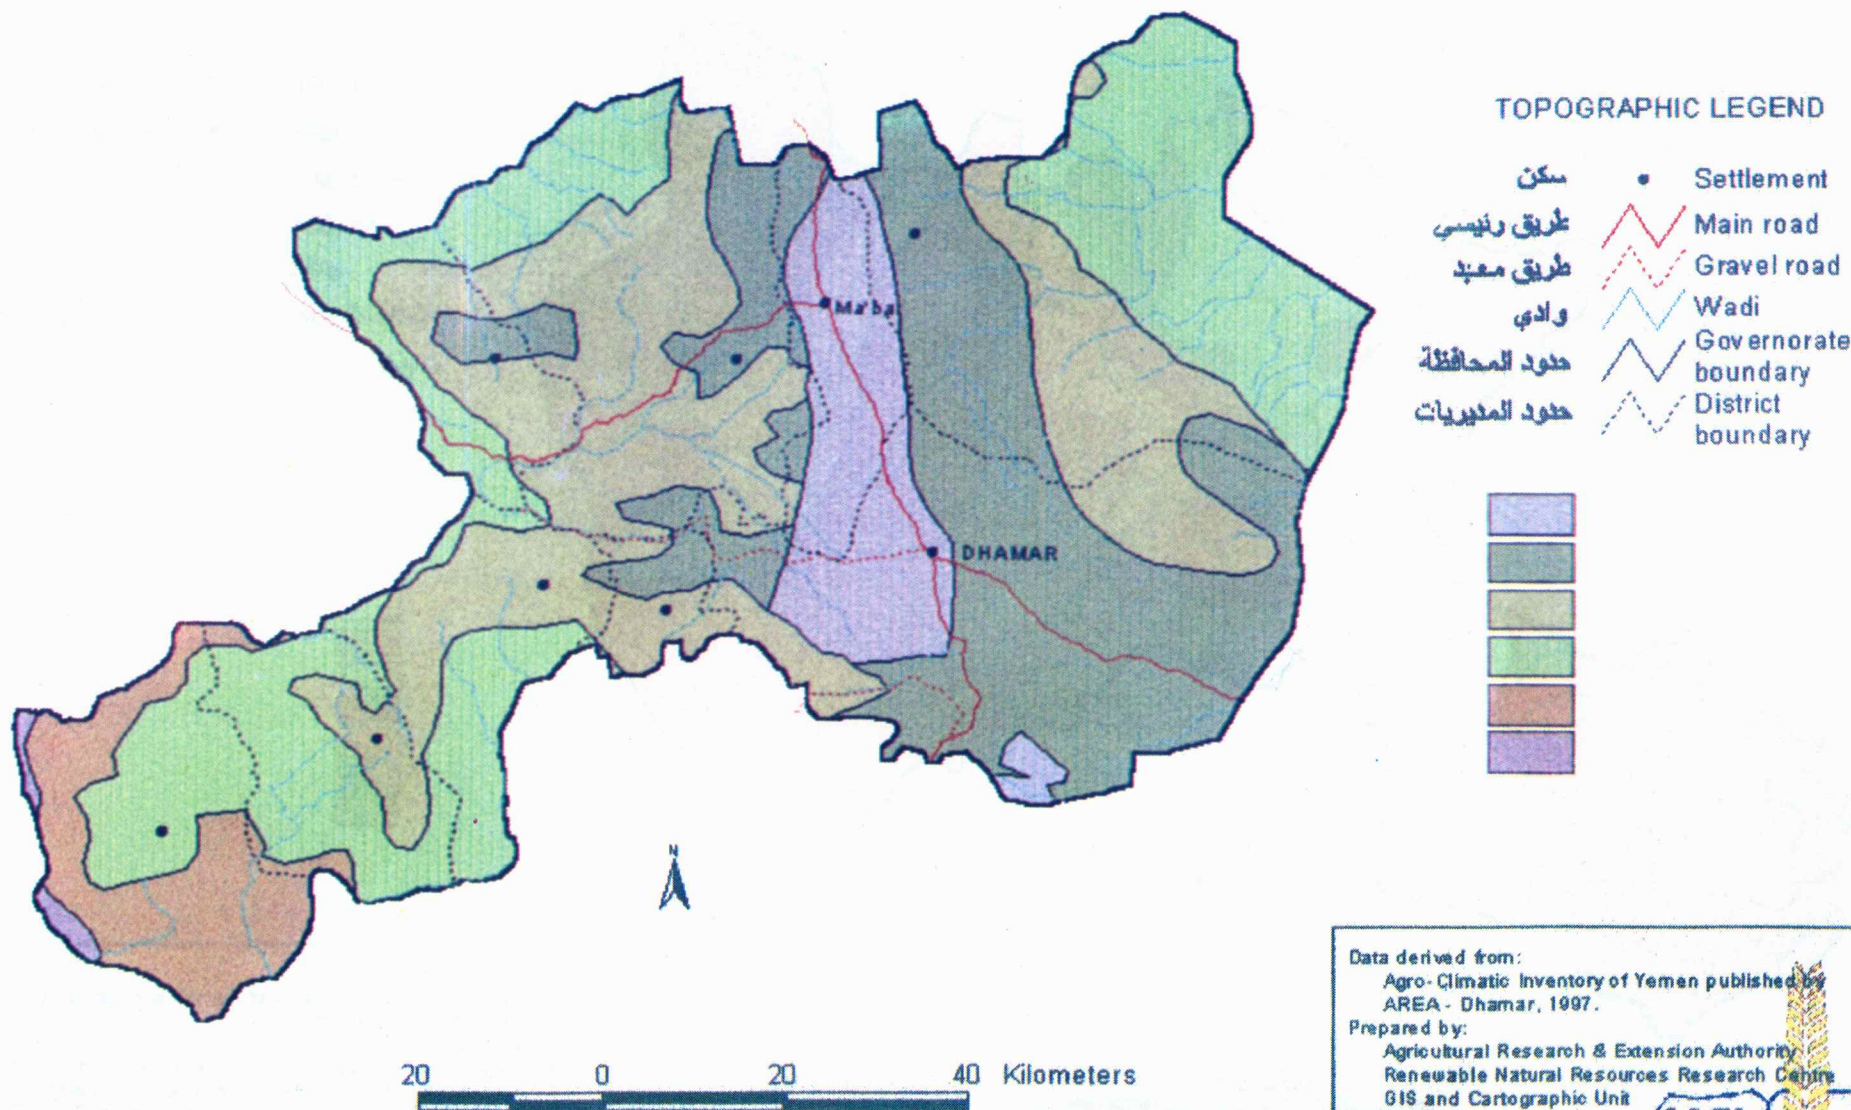 TOPOGRAPHIC LEGEND
سكن Settlement
طريق رئيسي Main road
طريق معبد Gravel road
وادي Wadi
حدود المحافظة Governorate boundary
حدود المديريات District boundary
Ma'ba
DHAMAR
N
20 0 20 40 Kilometers
Data derived from:
Agro-Climatic Inventory of Yemen published by
AREA - Dhamar, 1997.
Prepared by:
Agricultural Research & Extension Authority
Renewable Natural Resources Research Centre
GIS and Cartographic Unit